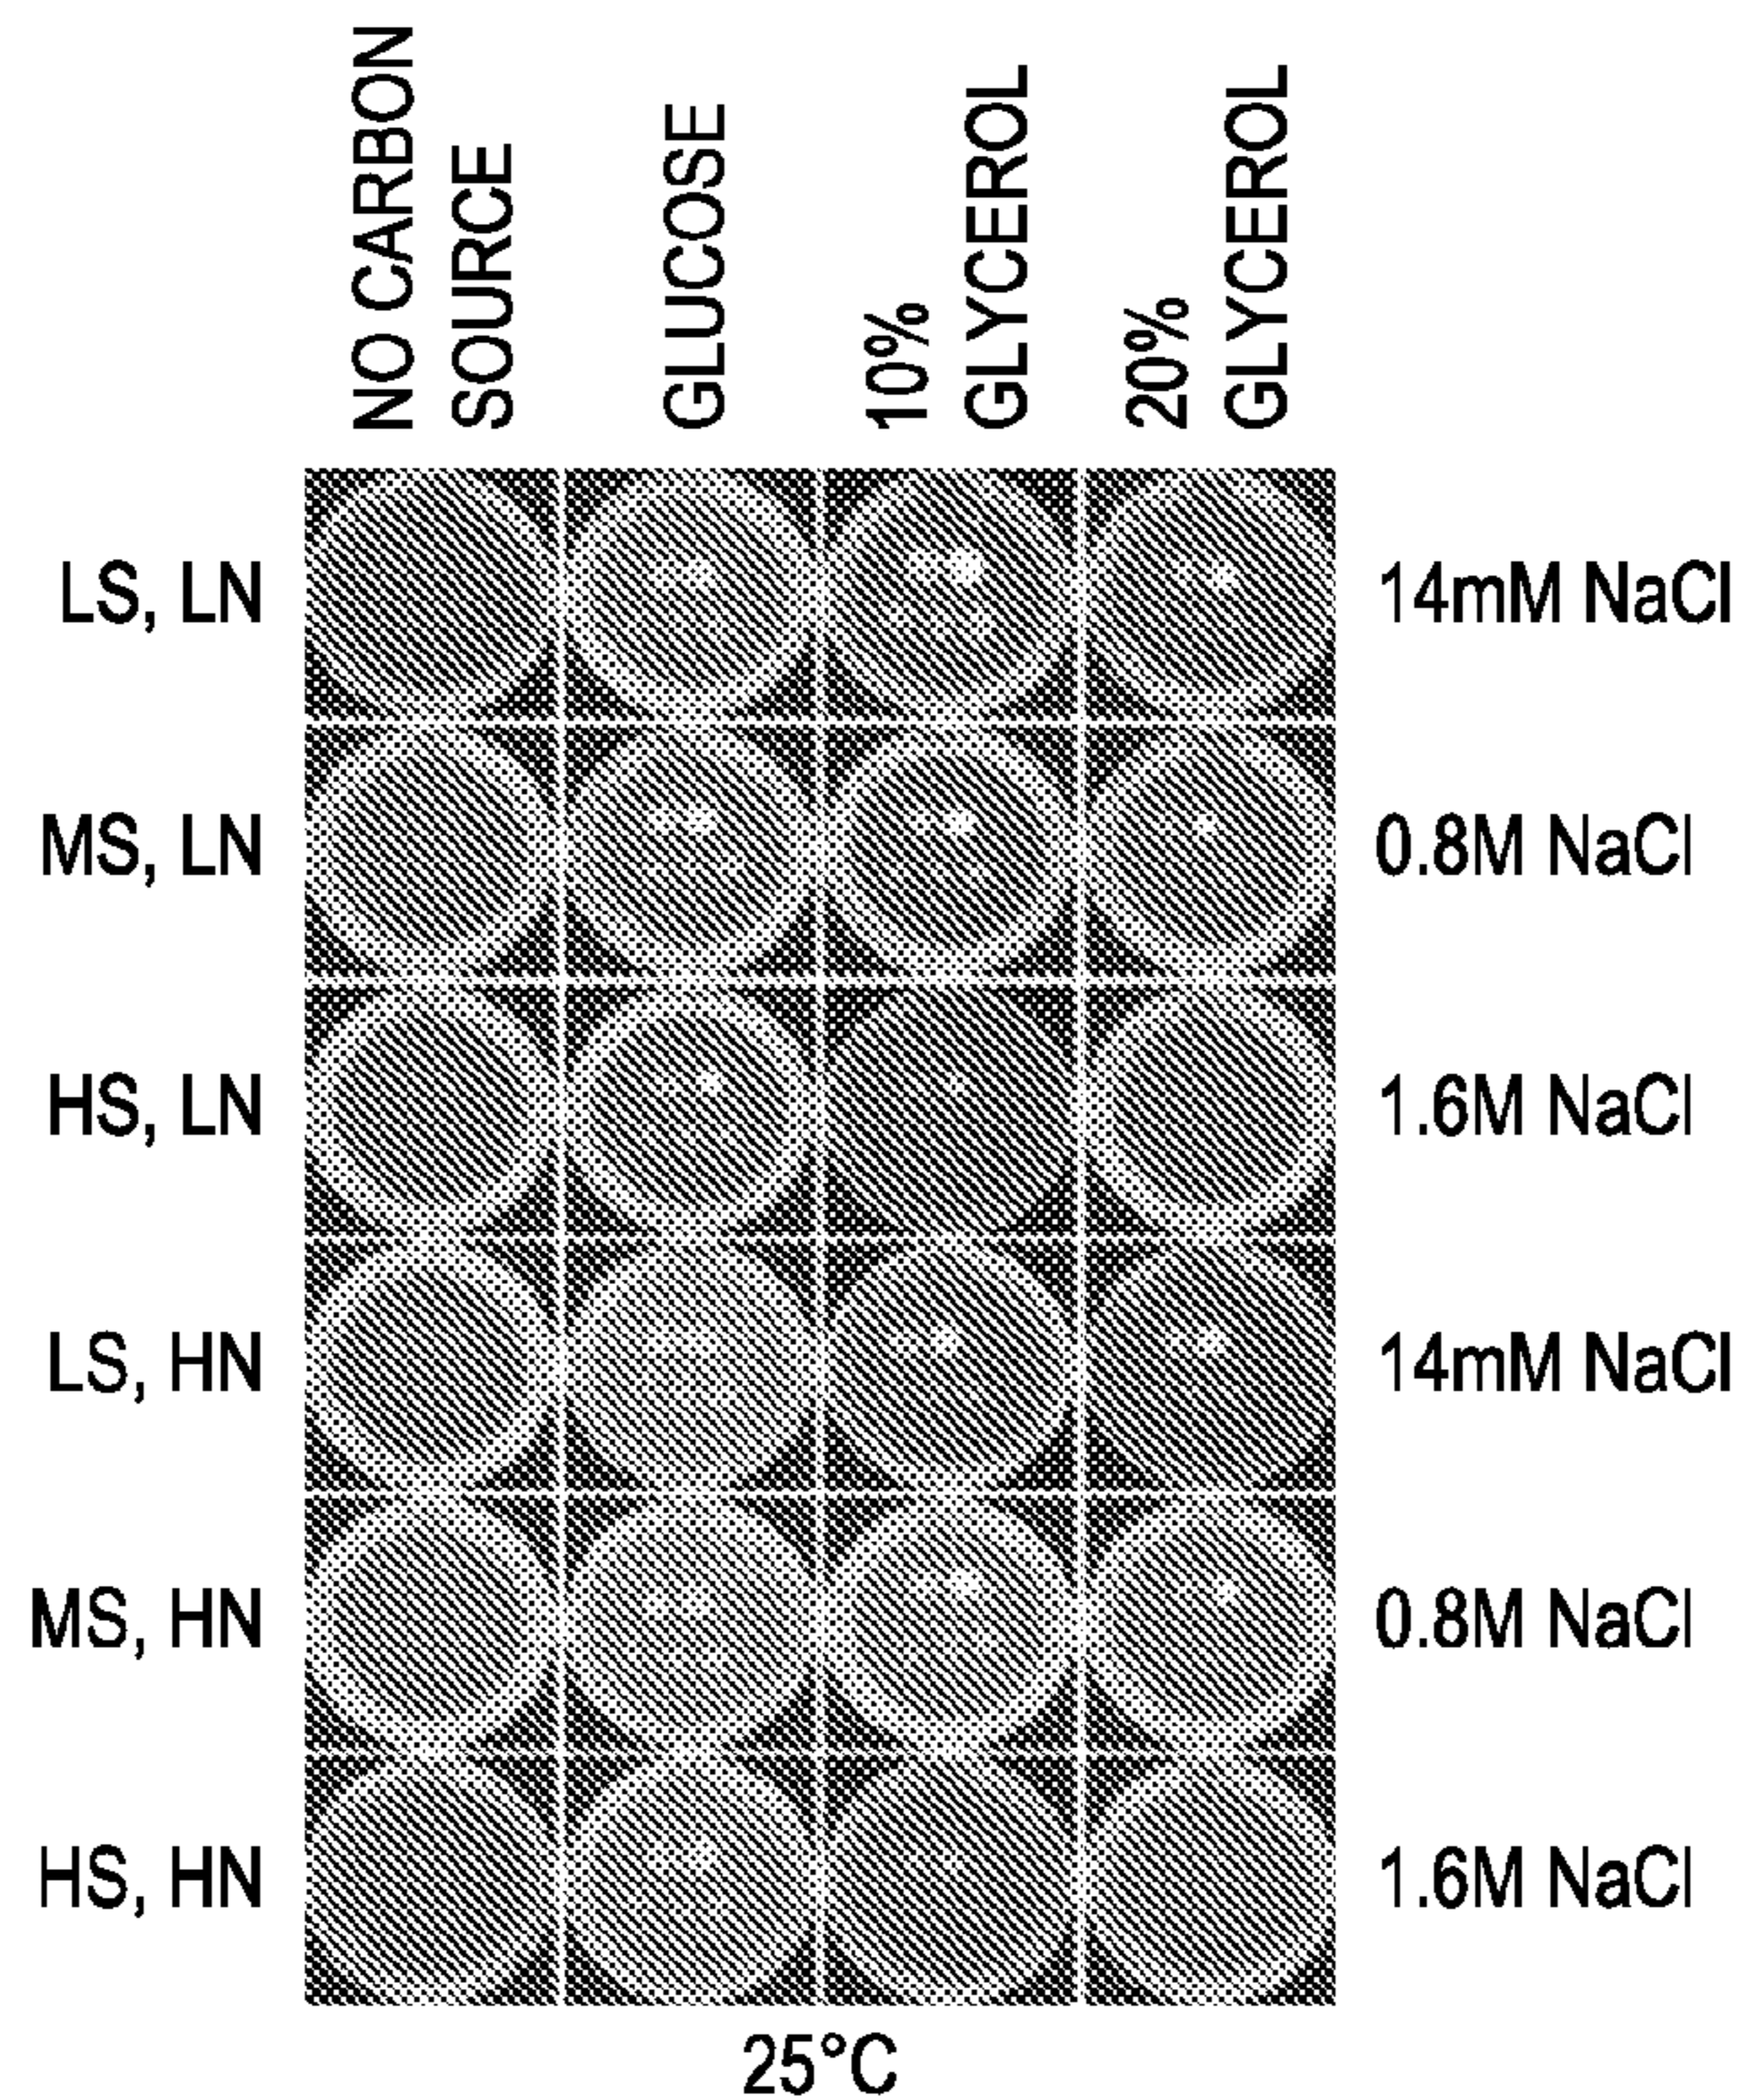 NO CARBON
SOURCE
GLUCOSE
10%
GLYCEROL
20%
GLYCEROL
LS, LN
14mM NaCl
MS, LN
0.8M NaCl
HS, LN
1.6M NaCl
LS, HN
14mM NaCl
MS, HN
0.8M NaCl
HS, HN
1.6M NaCl
25°C